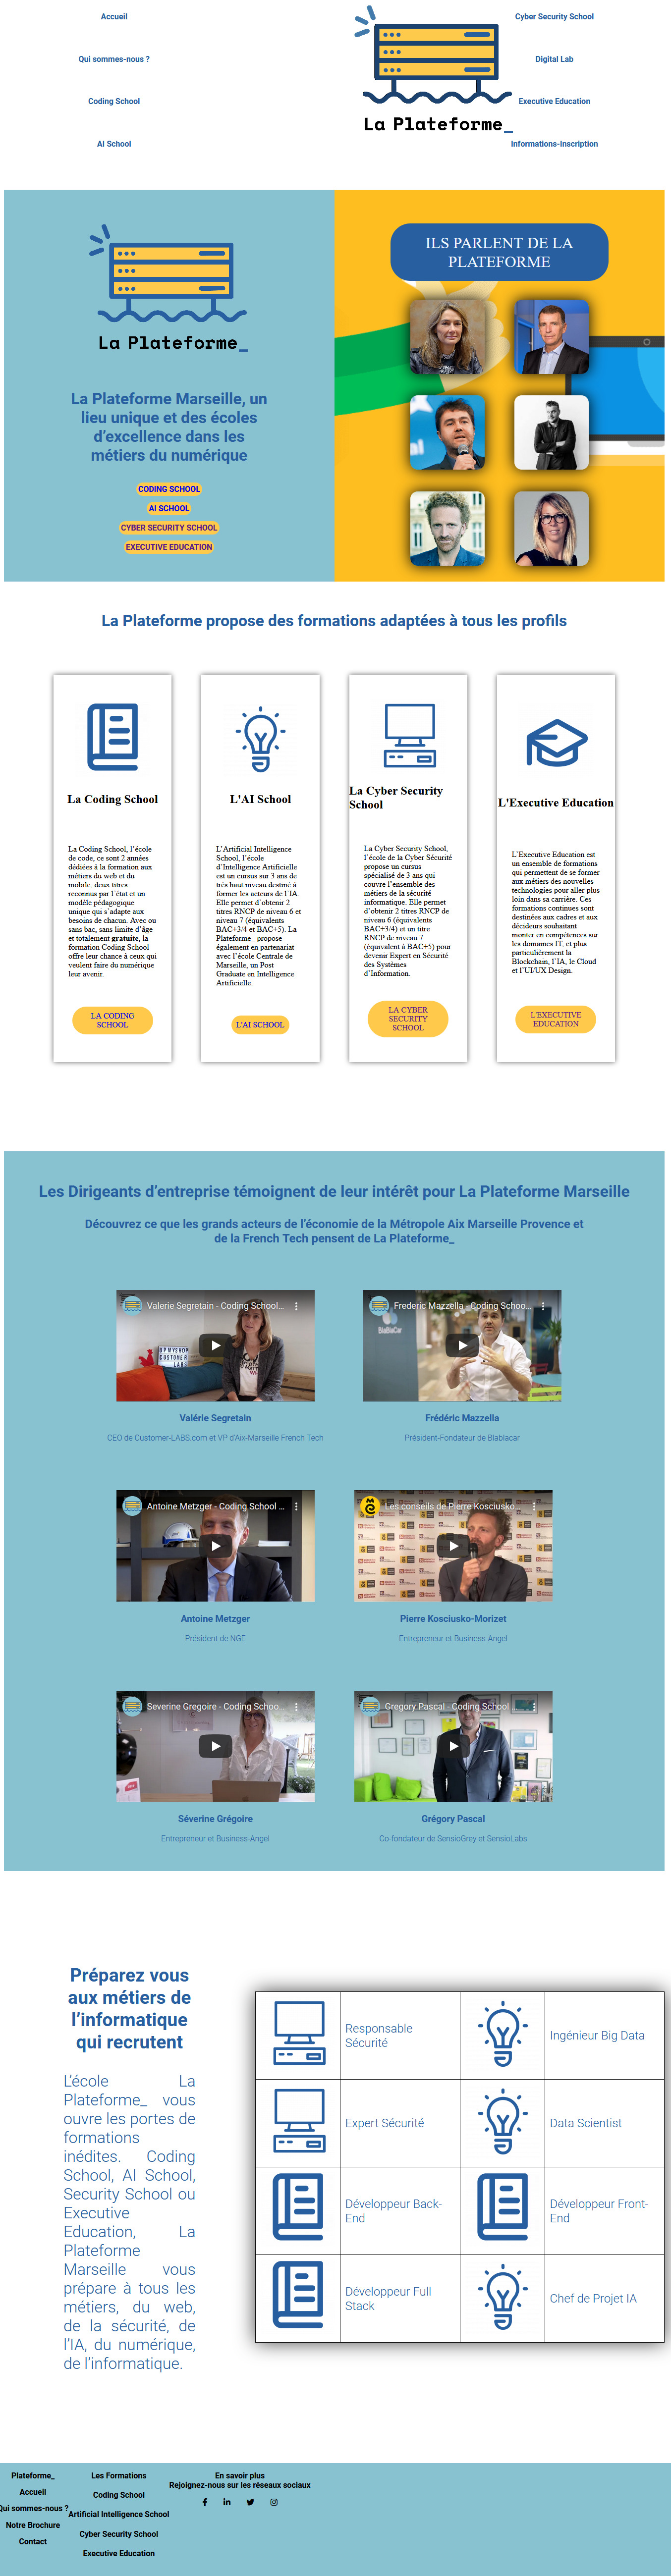 Accueil
Qui sommes-nous ?
Coding School
AI School
La Plateforme_
Cyber Security School
Digital Lab
Executive Education
Informations-Inscription
La Plateforme_
La Plateforme Marseille, un
lieu unique et des écoles
d’excellence dans les
métiers du numérique
CODING SCHOOL
AI SCHOOL
CYBER SECURITY SCHOOL
EXECUTIVE EDUCATION
ILS PARLENT DE LA
PLATEFORME
La Plateforme propose des formations adaptées à tous les profils
La Coding School
La Coding School, l’école
de code, ce sont 2 années
dédiées à la formation aux
métiers du web et du
mobile, deux titres
reconnus par l’état et un
modèle pédagogique
unique qui s’adapte aux
besoins de chacun. Avec ou
sans bac, sans limite d’âge
et totalement gratuite, la
formation Coding School
offre leur chance à ceux qui
veulent faire du numérique
leur avenir.
LA CODING
SCHOOL
L'AI School
L’Artificial Intelligence
School, l’école
d’Intelligence Artificielle
est un cursus sur 3 ans de
très haut niveau destiné à
former les acteurs de l’IA.
Elle permet d’obtenir 2
titres RNCP de niveau 6 et
niveau 7 (équivalents
BAC+3/4 et BAC+5). La
Plateforme_ propose
également en partenariat
avec l’école Centrale de
Marseille, un Post
Graduate en Intelligence
Artificielle.
L'AI SCHOOL
La Cyber Security
School
La Cyber Security School,
l’école de la Cyber Sécurité
propose un cursus
spécialisé de 3 ans qui
couvre l’ensemble des
métiers de la sécurité
informatique. Elle permet
d’obtenir 2 titres RNCP de
niveau 6 (équivalents
BAC+3/4) et un titre
RNCP de niveau 7
(équivalent à BAC+5) pour
devenir Expert en Sécurité
des Systèmes
d’Information.
LA CYBER
SECURITY
SCHOOL
L'Executive Education
L’Executive Education est
un ensemble de formations
qui permettent de se former
aux métiers des nouvelles
technologies pour aller plus
loin dans sa carrière. Ces
formations continues sont
destinées aux cadres et aux
décideurs souhaitant
monter en compétences sur
les domaines IT, et plus
particulièrement la
Blockchain, l’IA, le Cloud
et l’UI/UX Design.
L'EXECUTIVE
EDUCATION
Les Dirigeants d’entreprise témoignent de leur intérêt pour La Plateforme Marseille
Découvrez ce que les grands acteurs de l’économie de la Métropole Aix Marseille Provence et
de la French Tech pensent de La Plateforme_
Valerie Segretain - Coding School...
Valérie Segretain
CEO de Customer-LABS.com et VP d’Aix-Marseille French Tech
Frederic Mazzella - Coding Schoo...
Frédéric Mazzella
Président-Fondateur de Blablacar
Antoine Metzger - Coding School ...
Antoine Metzger
Président de NGE
Les conseils de Pierre Kosciusko...
Pierre Kosciusko-Morizet
Entrepreneur et Business-Angel
Severine Gregoire - Coding Schoo...
Séverine Grégoire
Entrepreneur et Business-Angel
Gregory Pascal - Coding School
Grégory Pascal
Co-fondateur de SensioGrey et SensioLabs
Préparez vous
aux métiers de
l’informatique
qui recrutent
L’école La
Plateforme_ vous
ouvre les portes de
formations
inédites. Coding
School, AI School,
Security School ou
Executive
Education, La
Plateforme
Marseille vous
prépare à tous les
métiers, du web,
de la sécurité, de
l’IA, du numérique,
de l’informatique.
Responsable
Sécurité
Ingénieur Big Data
Expert Sécurité
Data Scientist
Développeur Back-
End
Développeur Front-
End
Développeur Full
Stack
Chef de Projet IA
Plateforme_
Accueil
Qui sommes-nous ?
Notre Brochure
Contact
Les Formations
Coding School
Artificial Intelligence School
Cyber Security School
Executive Education
En savoir plus
Rejoignez-nous sur les réseaux sociaux